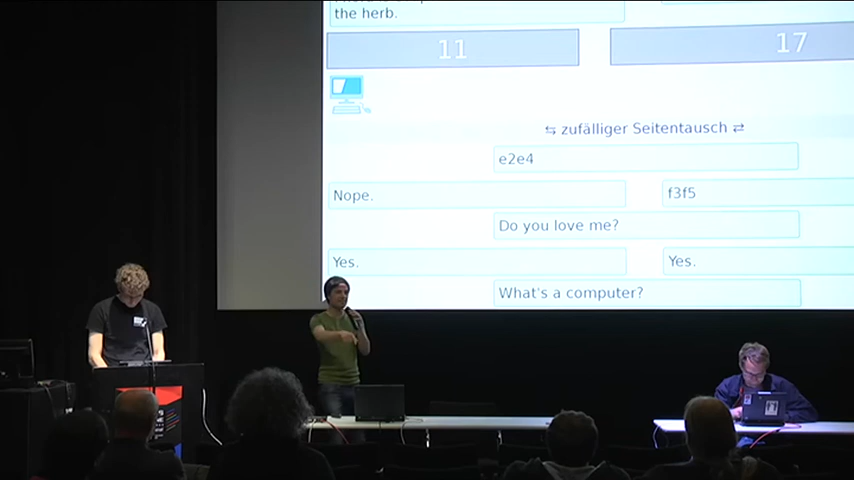 the herb.
11
17
⇆ zufälliger Seitentausch ⇄
e2e4
Nope.
f3f5
Do you love me?
Yes.
Yes.
What's a computer?